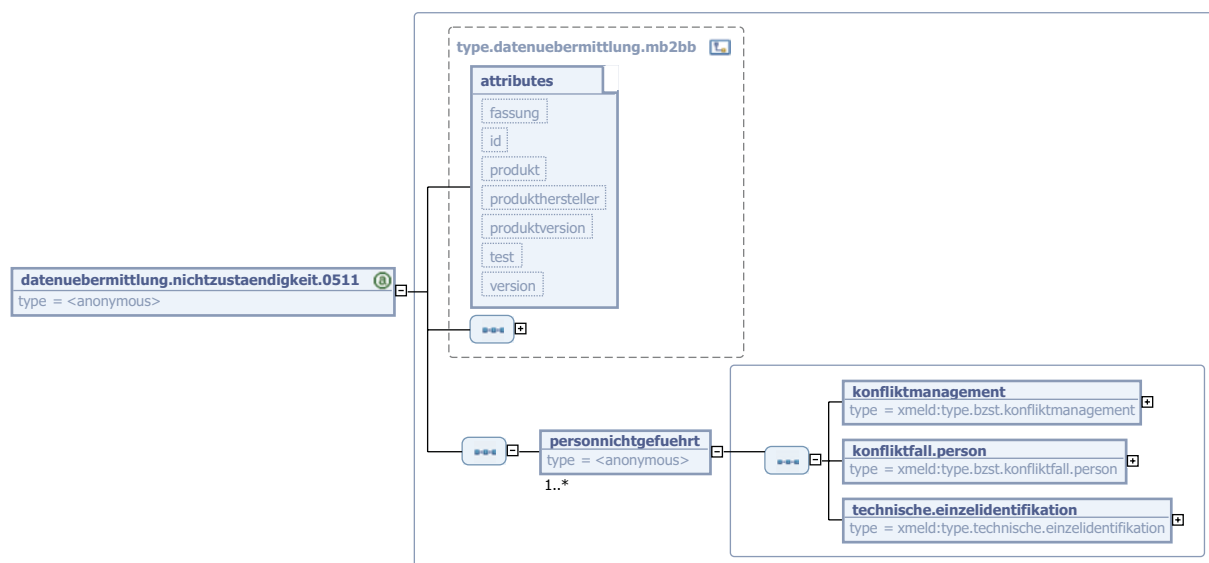 type.datenuebermittlung.mb2bb
attributes
fassung
id
produkt
produkthersteller
produktversion
test
version
datenuebermittlung.nichtzustaendigkeit.0511 a
type = <anonymous>
personnichtgefuehrt
type = <anonymous>
1..*
konfliktmanagement
type = xmeld:type.bzst.konfliktmanagement
konfliktfall.person
type = xmeld:type.bzst.konfliktfall.person
technische.einzelidentifikation
type = xmeld:type.technische.einzelidentifikation